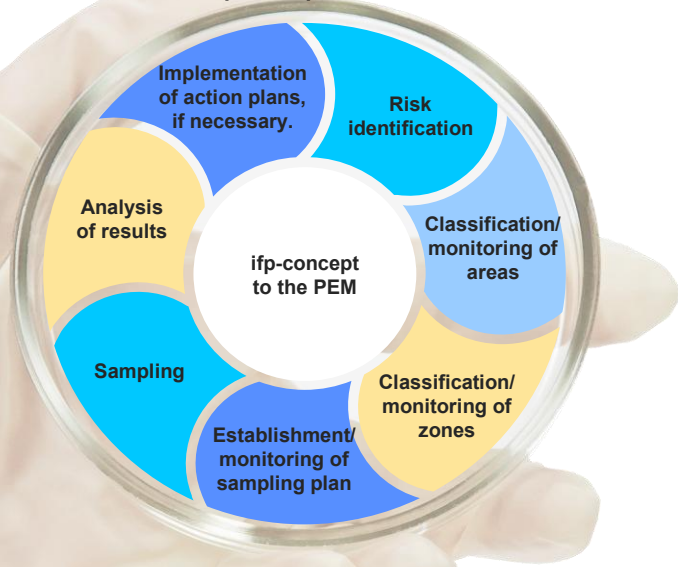 Implementation
of action plans,
if necessary.
Risk
identification
Classification/
monitoring of
areas
Classification/
monitoring of
zones
Establishment/
monitoring of
sampling plan
Sampling
Analysis
of results
ifp-concept
to the PEM